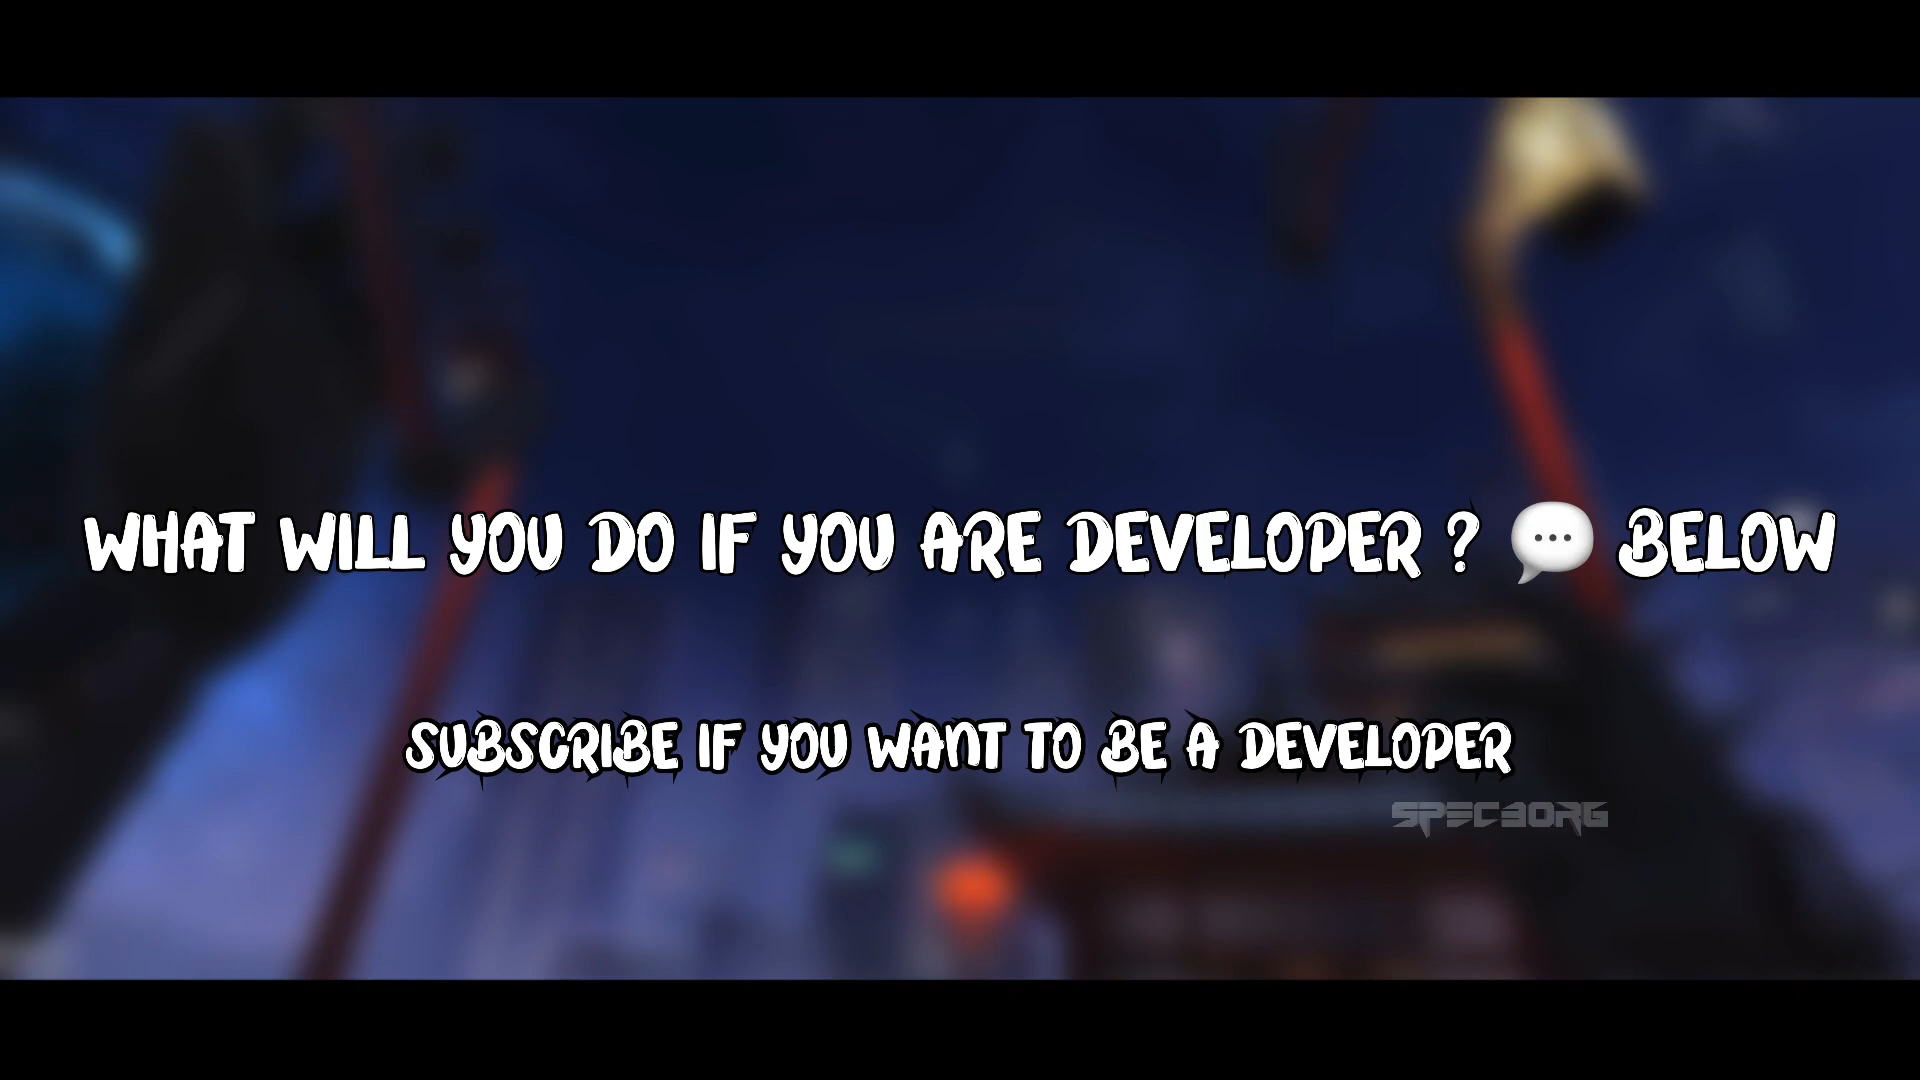 WHAT WILL YOU DO IF YOU ARE DEVELOPER ? 💬 BELOW
SUBSCRIBE IF YOU WANT TO BE A DEVELOPER
SPECBORG